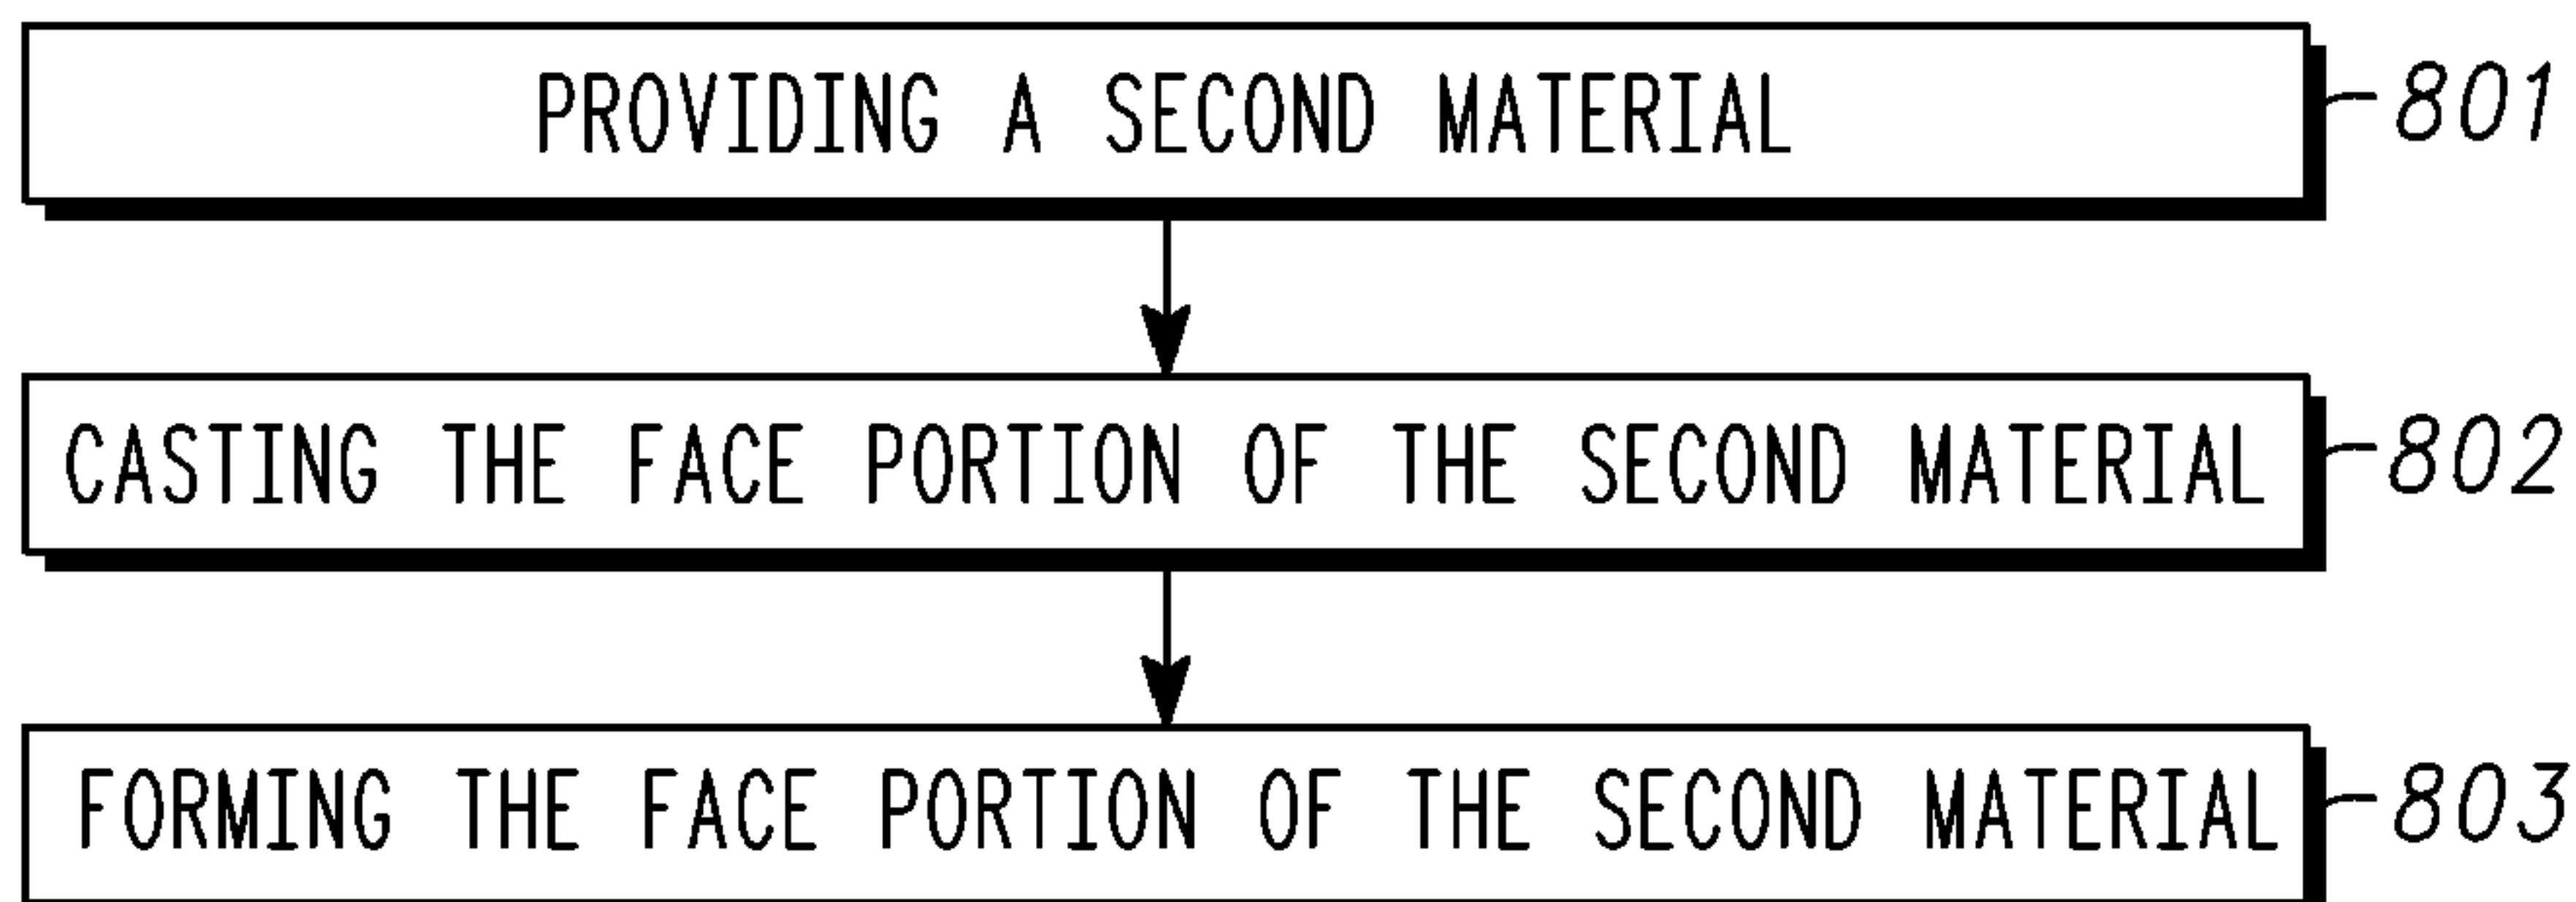 PROVIDING A SECOND MATERIAL 801
CASTING THE FACE PORTION OF THE SECOND MATERIAL 802
FORMING THE FACE PORTION OF THE SECOND MATERIAL 803